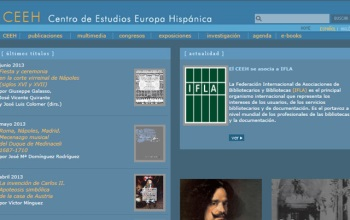 CEEH Centro de Estudios Europa Hispánica
CEEH publicaciones multimedia congresos exposiciones investigación agenda e-books
[ últimos títulos ]
junio 2013
Fiesta y ceremonia
en la corte virreinal de Nápoles
(siglos XVI y XVII)
por Giuseppe Galasso,
José Vicente Quirante
y José Luis Colomer (dirs.)
mayo 2013
Roma, Nápoles, Madrid.
Mecenazgo musical
del Duque de Medinaceli
1687-1710
por José Mª Domínguez Rodríguez
abril 2013
La invención de Carlos II.
Apoteosis simbólica
de la casa de Austria
por Víctor Mínguez
[ actualidad ]
El CEEH se asocia a IFLA
IFLA
La Federación Internacional de Asociaciones de
Bibliotecarios y Bibliotecas (IFLA) es la principal
organismo internacional que representa los
intereses de los usuarios, de los servicios
bibliotecarios y de documentación. Es el portavoz a
nivel mundial de los profesionales de las bibliotecas
y la documentación.
ver